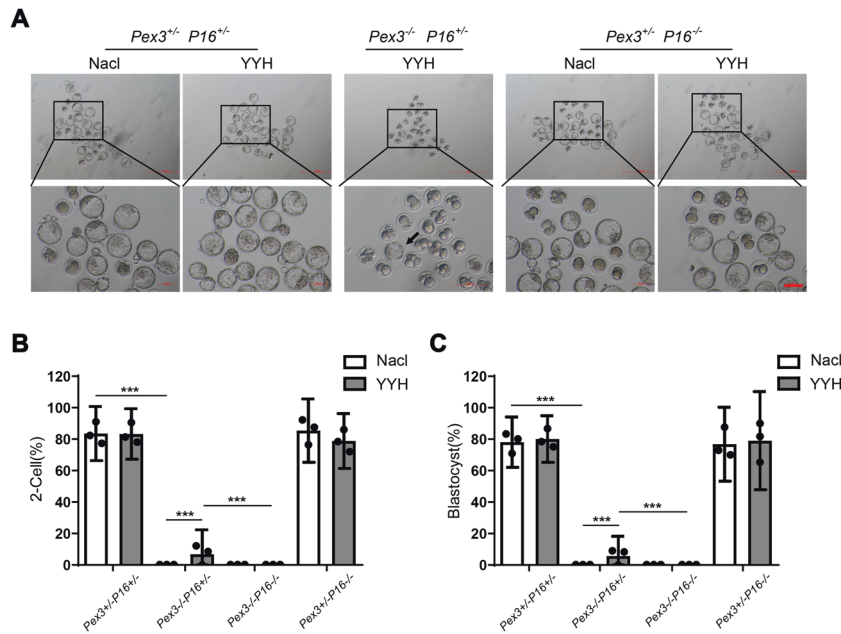 A
Pex3+/- P16+/-
Pex3-/- P16+/-
Pex3+/- P16-/-
Nacl
YYH
YYH
Nacl
YYH
B
Nacl
YYH
2-Cell(%)
120
100
80
60
40
20
0
***
***
***
Pex3+/-P16+/-
Pex3-/-P16+/-
Pex3-/-P16-/-
Pex3+/-P16-/-
C
Nacl
YYH
Blastocyst(%)
120
100
80
60
40
20
0
***
***
***
Pex3+/-P16+/-
Pex3-/-P16+/-
Pex3-/-P16-/-
Pex3+/-P16-/-